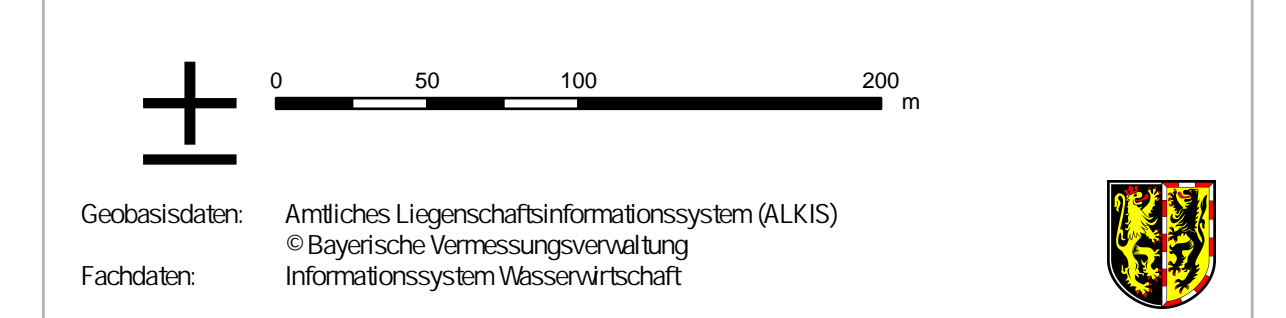 0 50 100 200
m
Geobasisdaten: Amtliches Liegenschaftsinformationssystem (ALKIS)
© Bayerische Vermessungsverwaltung
Fachdaten: Informationssystem Wasserwirtschaft